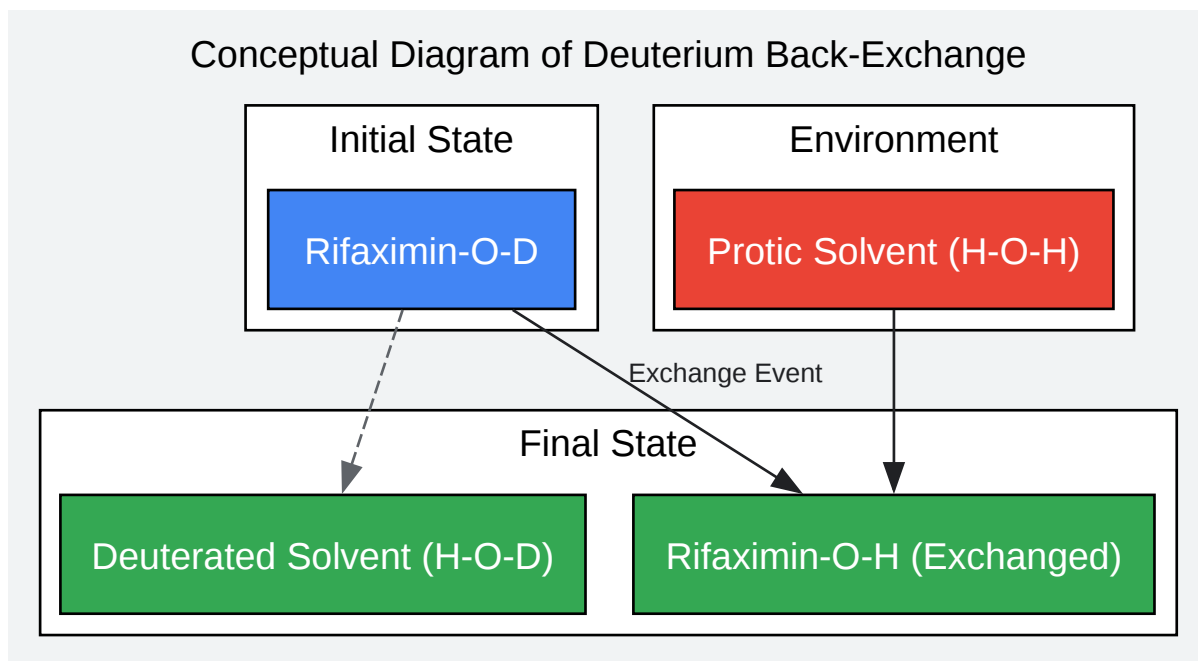 Conceptual Diagram of Deuterium Back-Exchange
Initial State
Environment
Rifaximin-O-D
Protic Solvent (H-O-H)
Exchange Event
Final State
Deuterated Solvent (H-O-D)
Rifaximin-O-H (Exchanged)